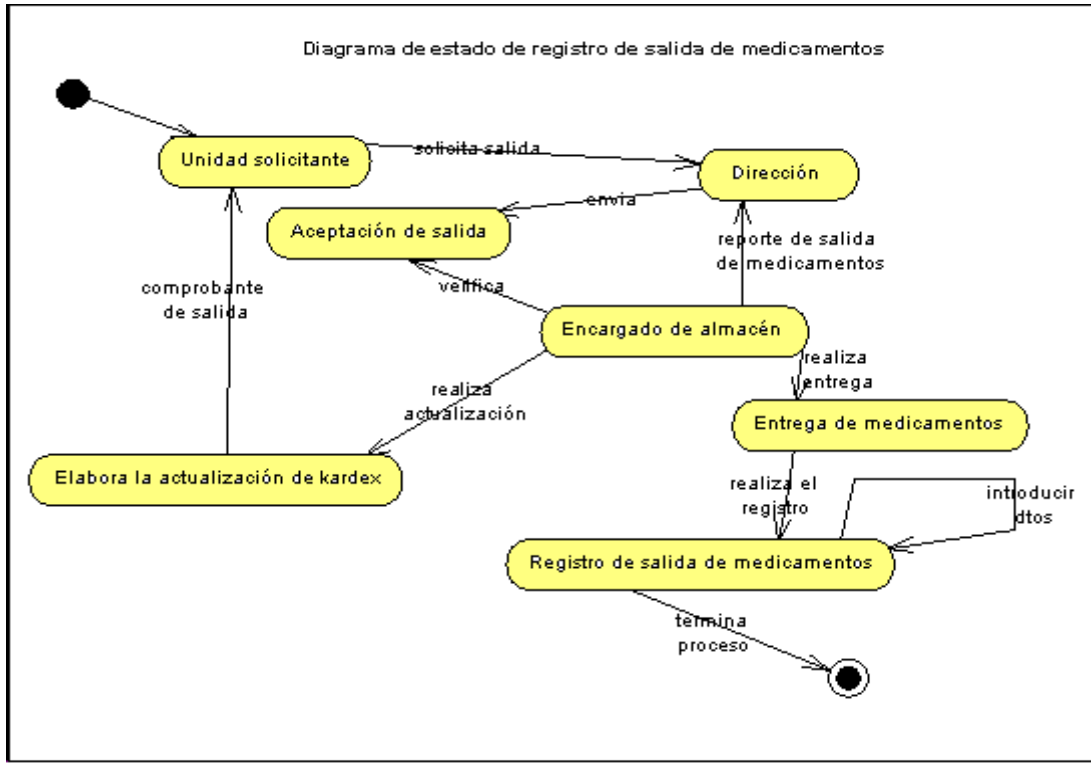 Diagrama de estado de registro de salida de medicamentos
Unidad solicitante
solicita salida
Dirección
envia
Aceptación de salida
reporte de salida
de medicamentos
verifica
comprobante
de salida
Encargado de almacén
realiza
entrega
realiza
actualización
Entrega de medicamentos
Elabora la actualización de kardex
realiza el
registro
introducir
dtos
Registro de salida de medicamentos
termina
proceso